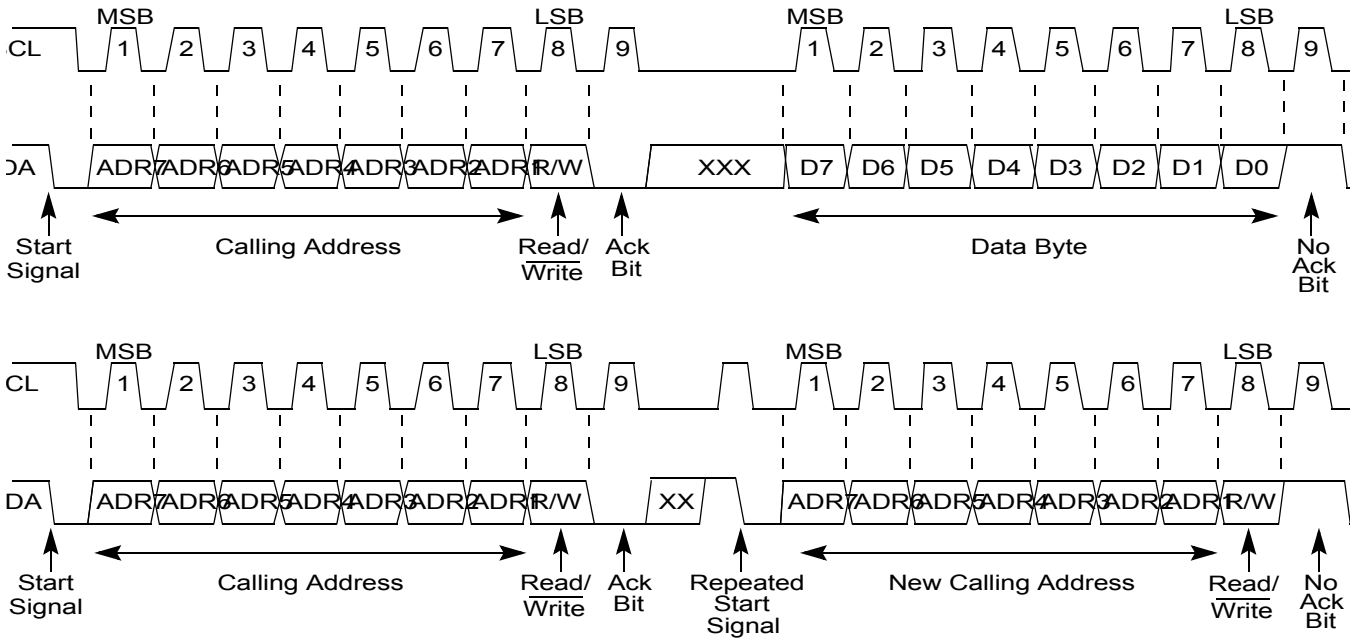 MSB LSB MSB LSB
CL 1 2 3 4 5 6 7 8 9 1 2 3 4 5 6 7 8 9
DA ADR7 ADR6 ADR5 ADR4 ADR3 ADR2 ADR1 R/W XXX D7 D6 D5 D4 D3 D2 D1 D0
Start Signal
Calling Address
Read/
Write
Ack
Bit
Data Byte
No
Ack
Bit
MSB LSB MSB LSB
CL 1 2 3 4 5 6 7 8 9 1 2 3 4 5 6 7 8 9
DA ADR7 ADR6 ADR5 ADR4 ADR3 ADR2 ADR1 R/W XX ADR7 ADR6 ADR5 ADR4 ADR3 ADR2 ADR1 R/W
Start
Signal
Calling Address
Read/
Write
Ack
Bit
Repeated
Start
Signal
New Calling Address
Read/
Write
No
Ack
Bit